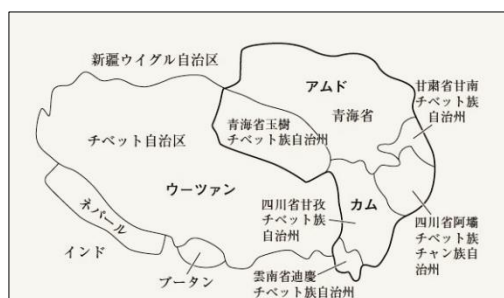 新疆ウイグル自治区
アムド
甘粛省甘南
チベット族
自治州
青海省
青海省玉樹
チベット族自治州
チベット自治区
ウーツァン
カム
四川省甘孜
チベット族
自治州
四川省阿壩
チベット族
チャン族自
治州
ネパール
インド
ブータン
雲南省迪慶
チベット族自治州